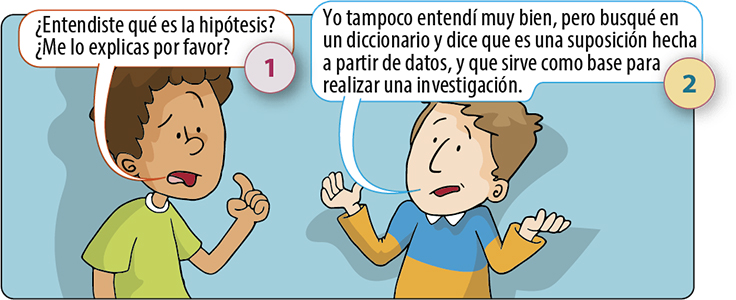 ¿Entendiste qué es la hipótesis?
¿Me lo explicas por favor?
1
Yo tampoco entendí muy bien, pero busqué en
un diccionario y dice que es una suposición hecha
a partir de datos, y que sirve como base para
realizar una investigación.
2